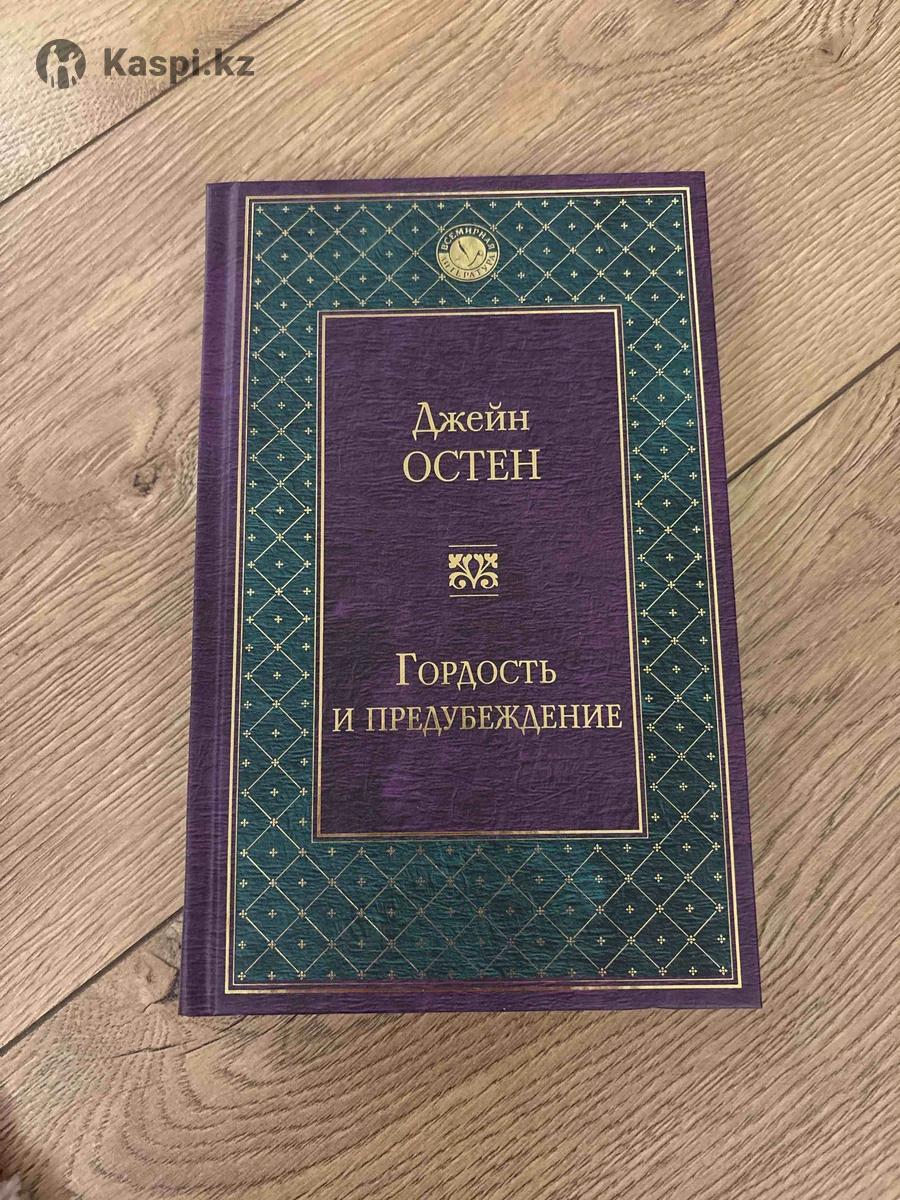 Kaspi.kz
ВСЕМИРНАЯ
ЛИТЕРАТУРА
Джейн
ОСТЕН
ГОРДОСТЬ
И ПРЕДУБЕЖДЕНИЕ